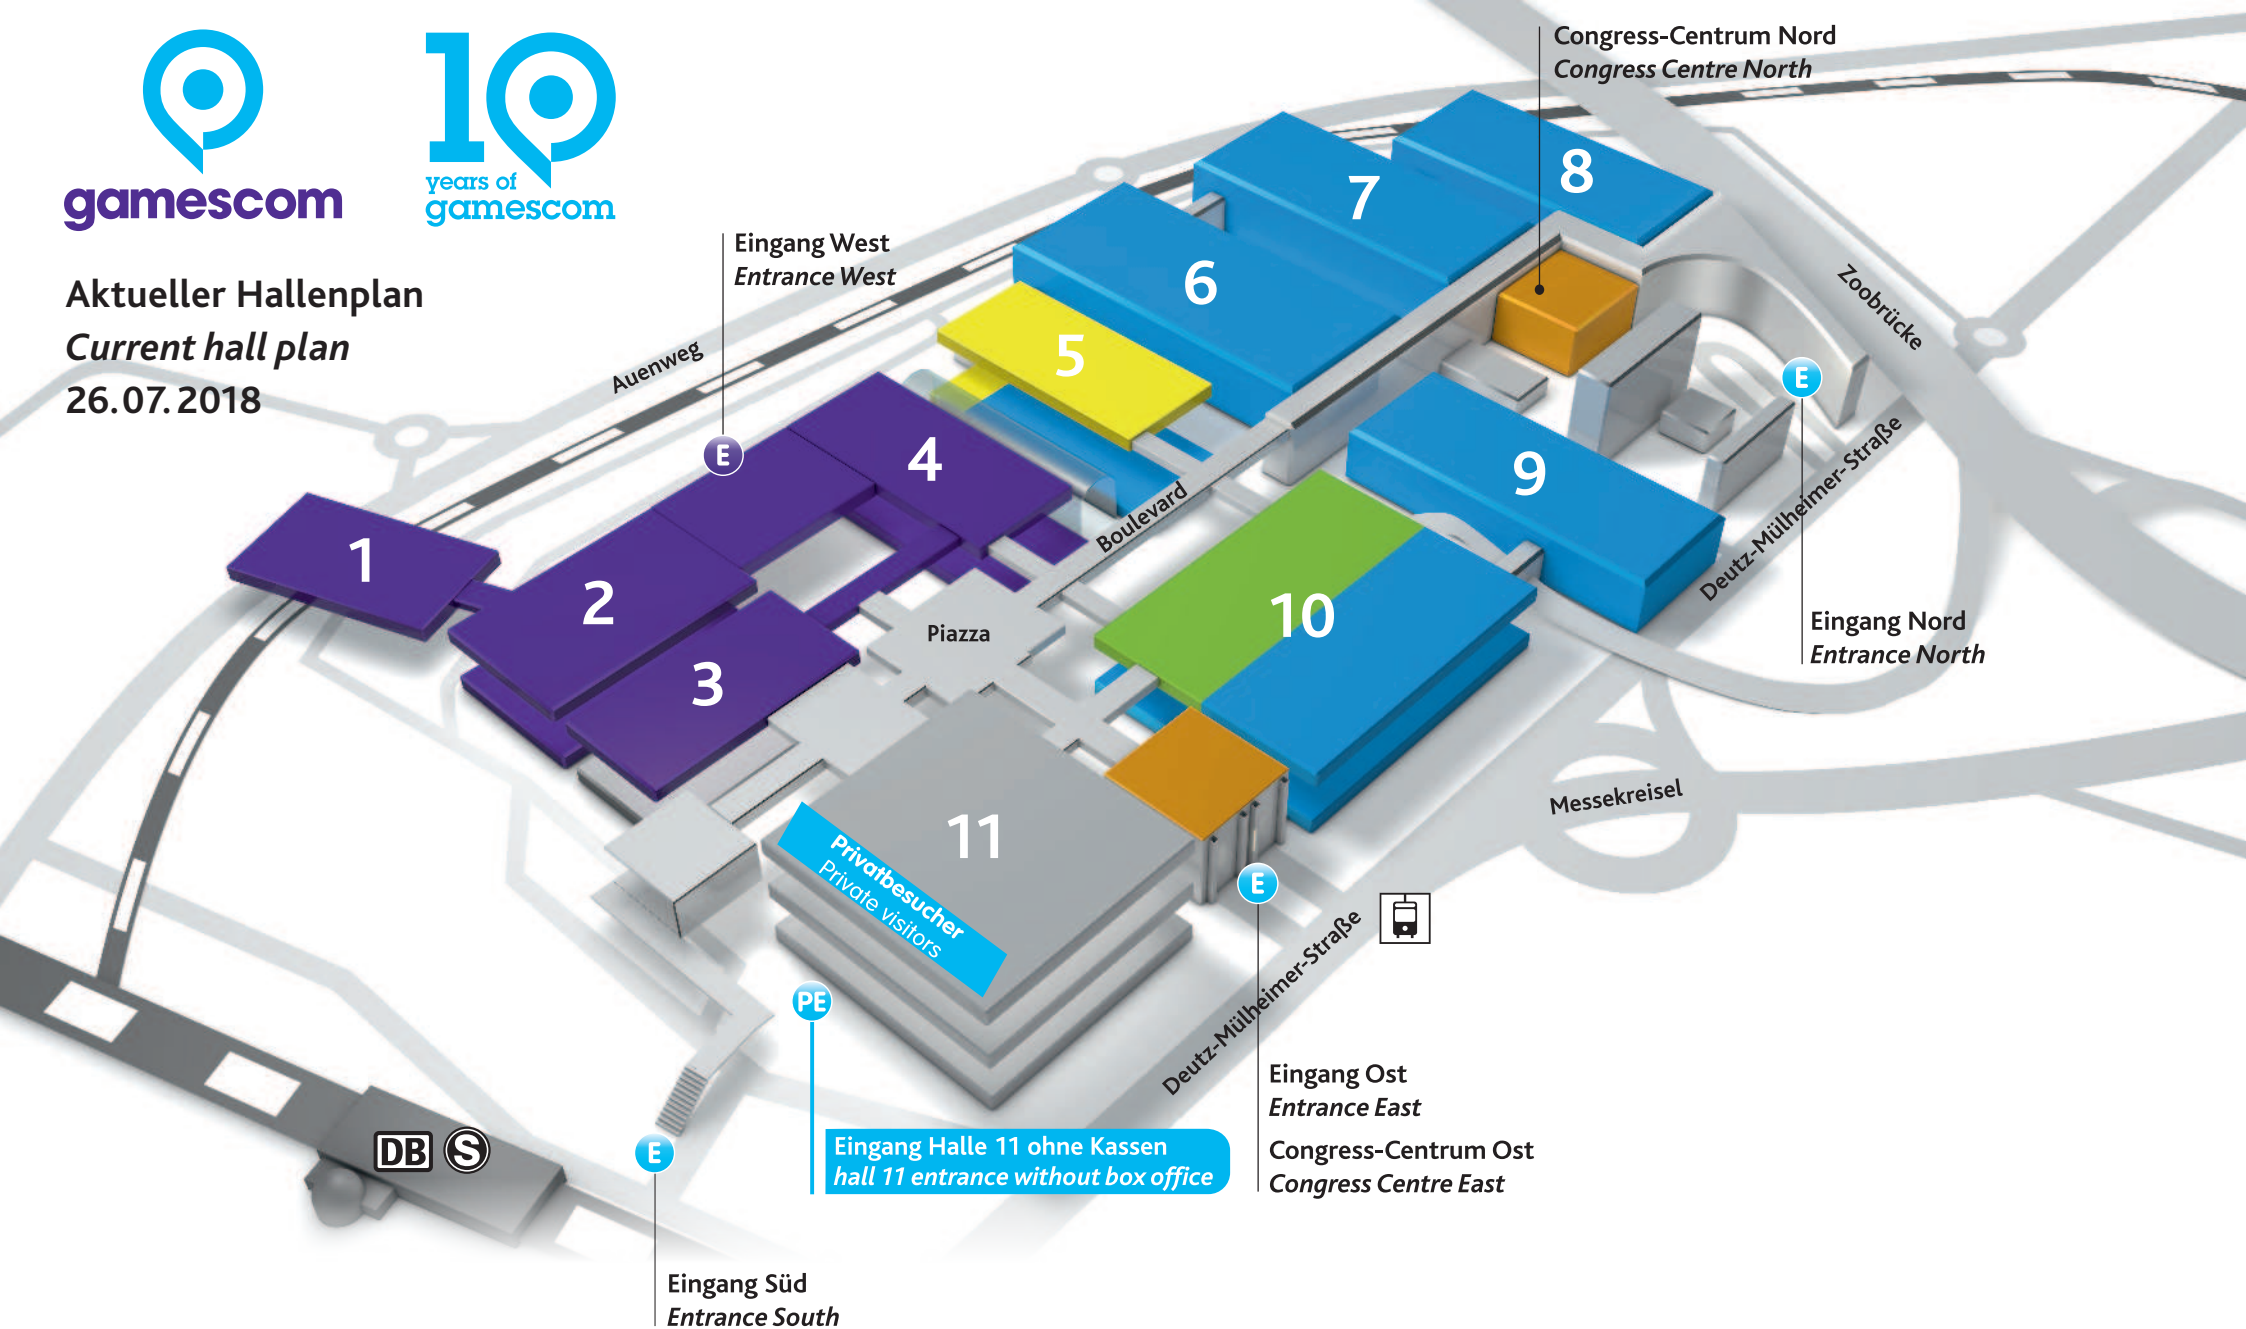 gamescom
10
years of
gamescom
Aktueller Hallenplan
Current hall plan
26.07.2018
Congress-Centrum Nord
Congress Centre North
Eingang West
Entrance West
Auenweg
Zoobrücke
8
7
6
5
4
9
E
E
1
2
3
10
11
Boulevard
Piazza
Deutz-Mülheimer-Straße
Eingang Nord
Entrance North
Messekreisel
Privatbesucher
Private visitors
E
PE
Deutz-Mülheimer-Straße
Eingang Ost
Entrance East
Congress-Centrum Ost
Congress Centre East
Eingang Halle 11 ohne Kassen
hall 11 entrance without box office
DB S
E
Eingang Süd
Entrance South